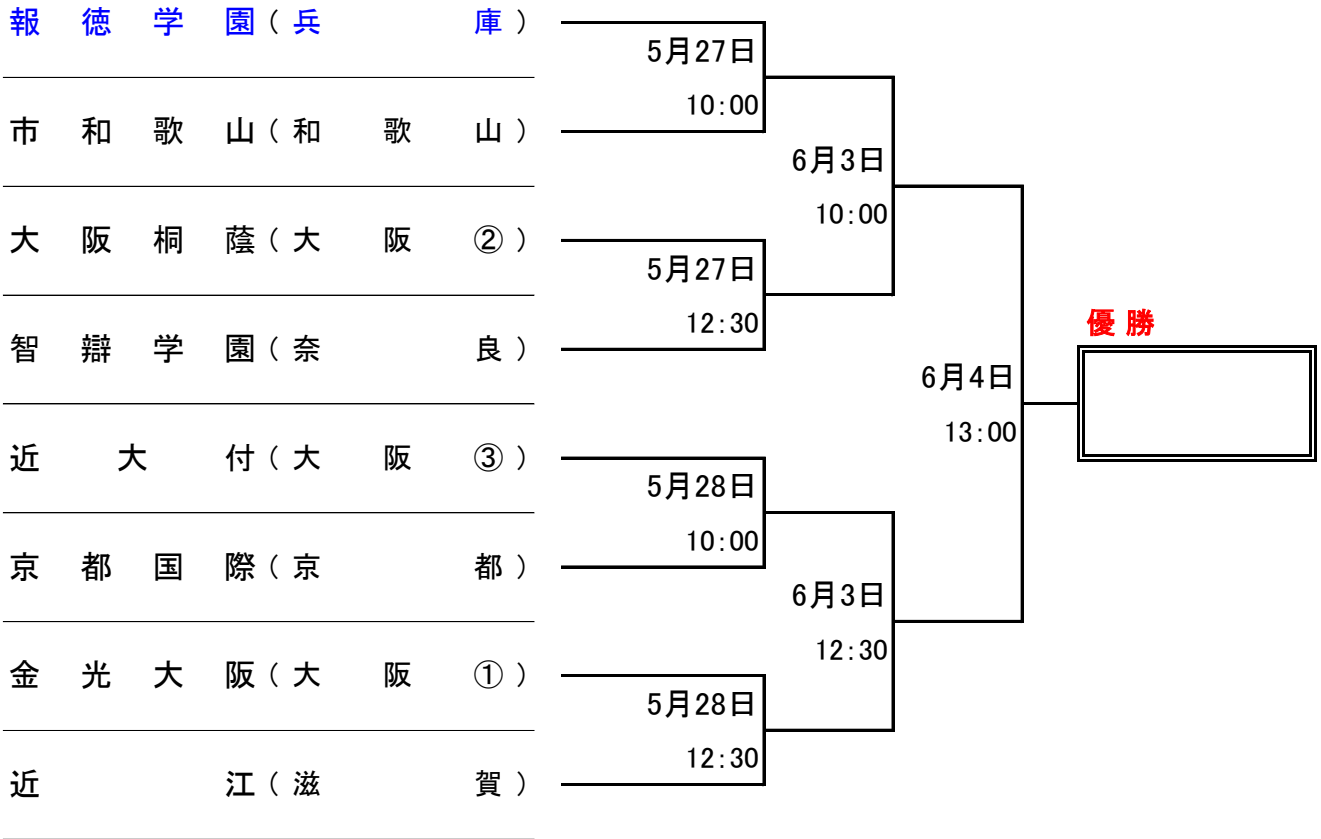 報徳学園（兵庫）
5月27日
10:00
市和歌山（和歌山）
6月3日
10:00
大阪桐蔭（大阪②）
5月27日
12:30
智辯学園（奈良）
優勝
6月4日
13:00
近大付（大阪③）
5月28日
10:00
京都国際（京都）
6月3日
12:30
金光大阪（大阪①）
5月28日
12:30
近江（滋賀）